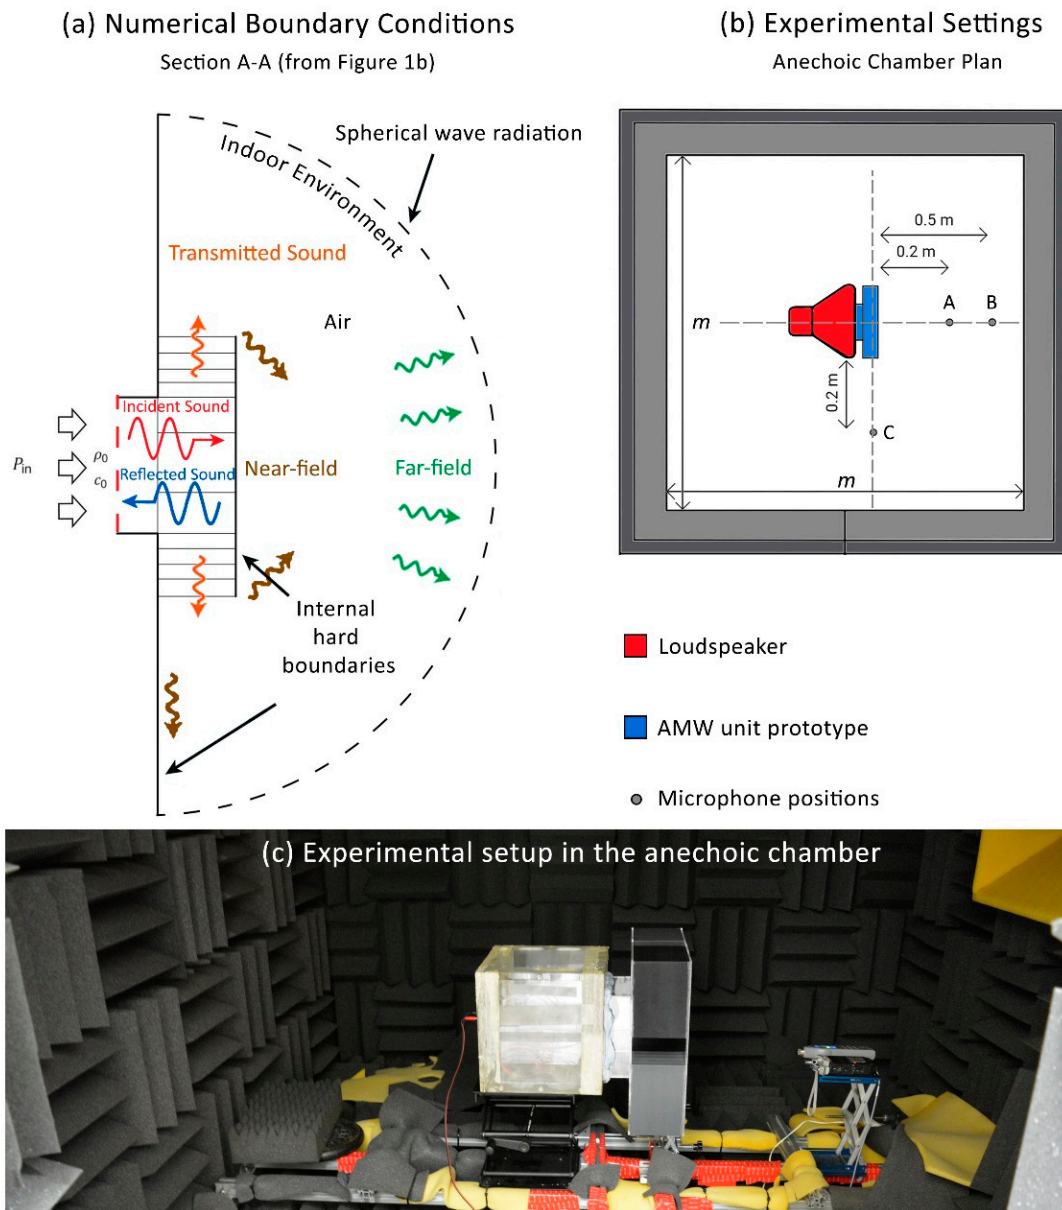 (a) Numerical Boundary Conditions
Section A-A (from Figure 1b)
Spherical wave radiation
Indoor Environment
Transmitted Sound
Air
Incident Sound
P_in
ρ₀
c₀
Reflected Sound
Near-field
Far-field
Internal
hard
boundaries
(b) Experimental Settings
Anechoic Chamber Plan
0.5 m
0.2 m
A
B
m
0.2 m
C
m
Loudspeaker
AMW unit prototype
Microphone positions
(c) Experimental setup in the anechoic chamber